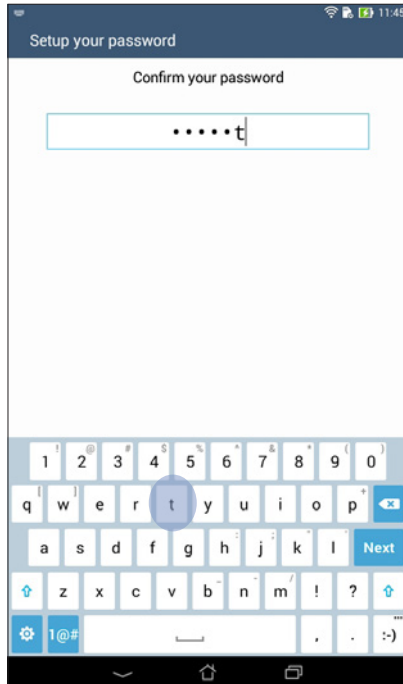 11:45
Setup your password
Confirm your password
•••••t
! @ # $ % ^ & * ( )
1 2 3 4 5 6 7 8 9 0
[ ] +
q w e r t y u i o p
: ; " '
a s d f g h j k l Next
_ - /
z x c v b n m ! ?
1@# , . :-)